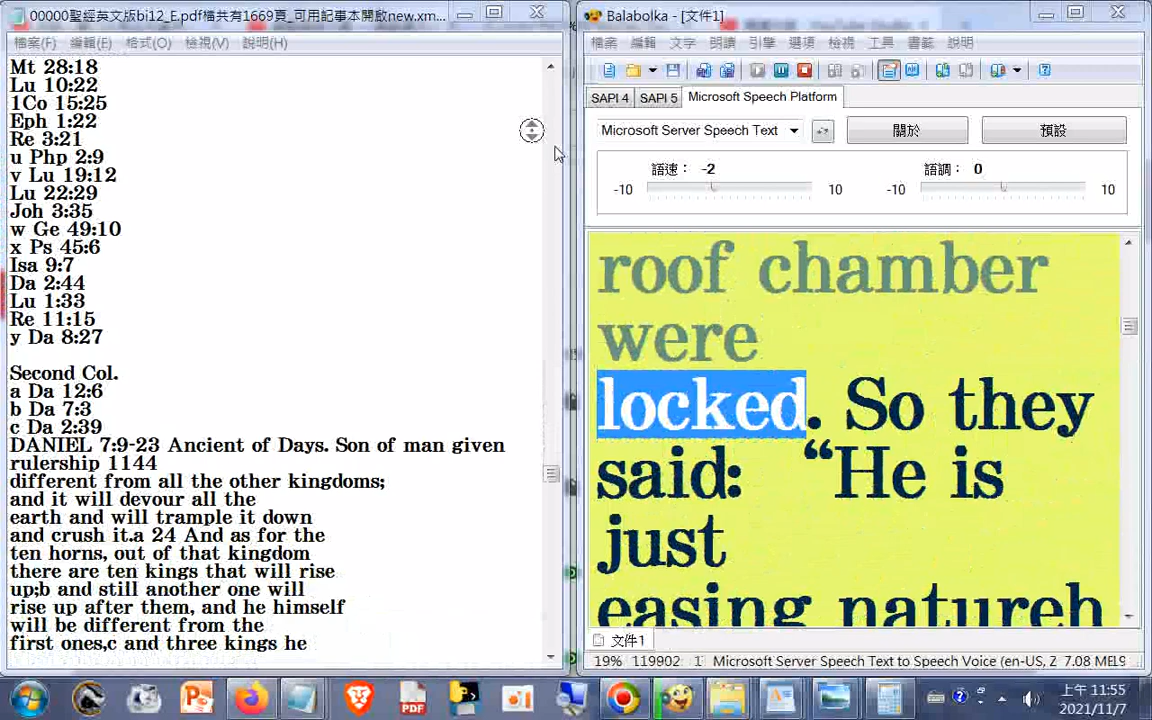 00000聖經英文版bi12_E.pdf檔共有1669頁_可用記事本開啟new.xm...
檔案(F) 編輯(E) 格式(O) 檢視(V) 說明(H)
Mt 28:18
Lu 10:22
1Co 15:25
Eph 1:22
Re 3:21
u Php 2:9
v Lu 19:12
Lu 22:29
Joh 3:35
w Ge 49:10
x Ps 45:6
Isa 9:7
Da 2:44
Lu 1:33
Re 11:15
y Da 8:27
Second Col.
a Da 12:6
b Da 7:3
c Da 2:39
DANIEL 7:9-23 Ancient of Days. Son of man given
rulership 1144
different from all the other kingdoms;
and it will devour all the
earth and will trample it down
and crush it.a 24 And as for the
ten horns, out of that kingdom
there are ten kings that will rise
up;b and still another one will
rise up after them, and he himself
will be different from the
first ones,c and three kings he
Balabolka - [文件1]
檔案 編輯 文字 朗讀 引擎 選項 檢視 工具 書籤 說明
SAPI 4 SAPI 5 Microsoft Speech Platform
Microsoft Server Speech Text 關於 預設
語速： -2 語調： 0
-10 10 -10 10
roof chamber
were
locked. So they
said: “He is
just
easing natureh
文件1
19% 119902 1 Microsoft Server Speech Text to Speech Voice (en-US, Z 7.08 ME
PDF
上午 11:55
2021/11/7